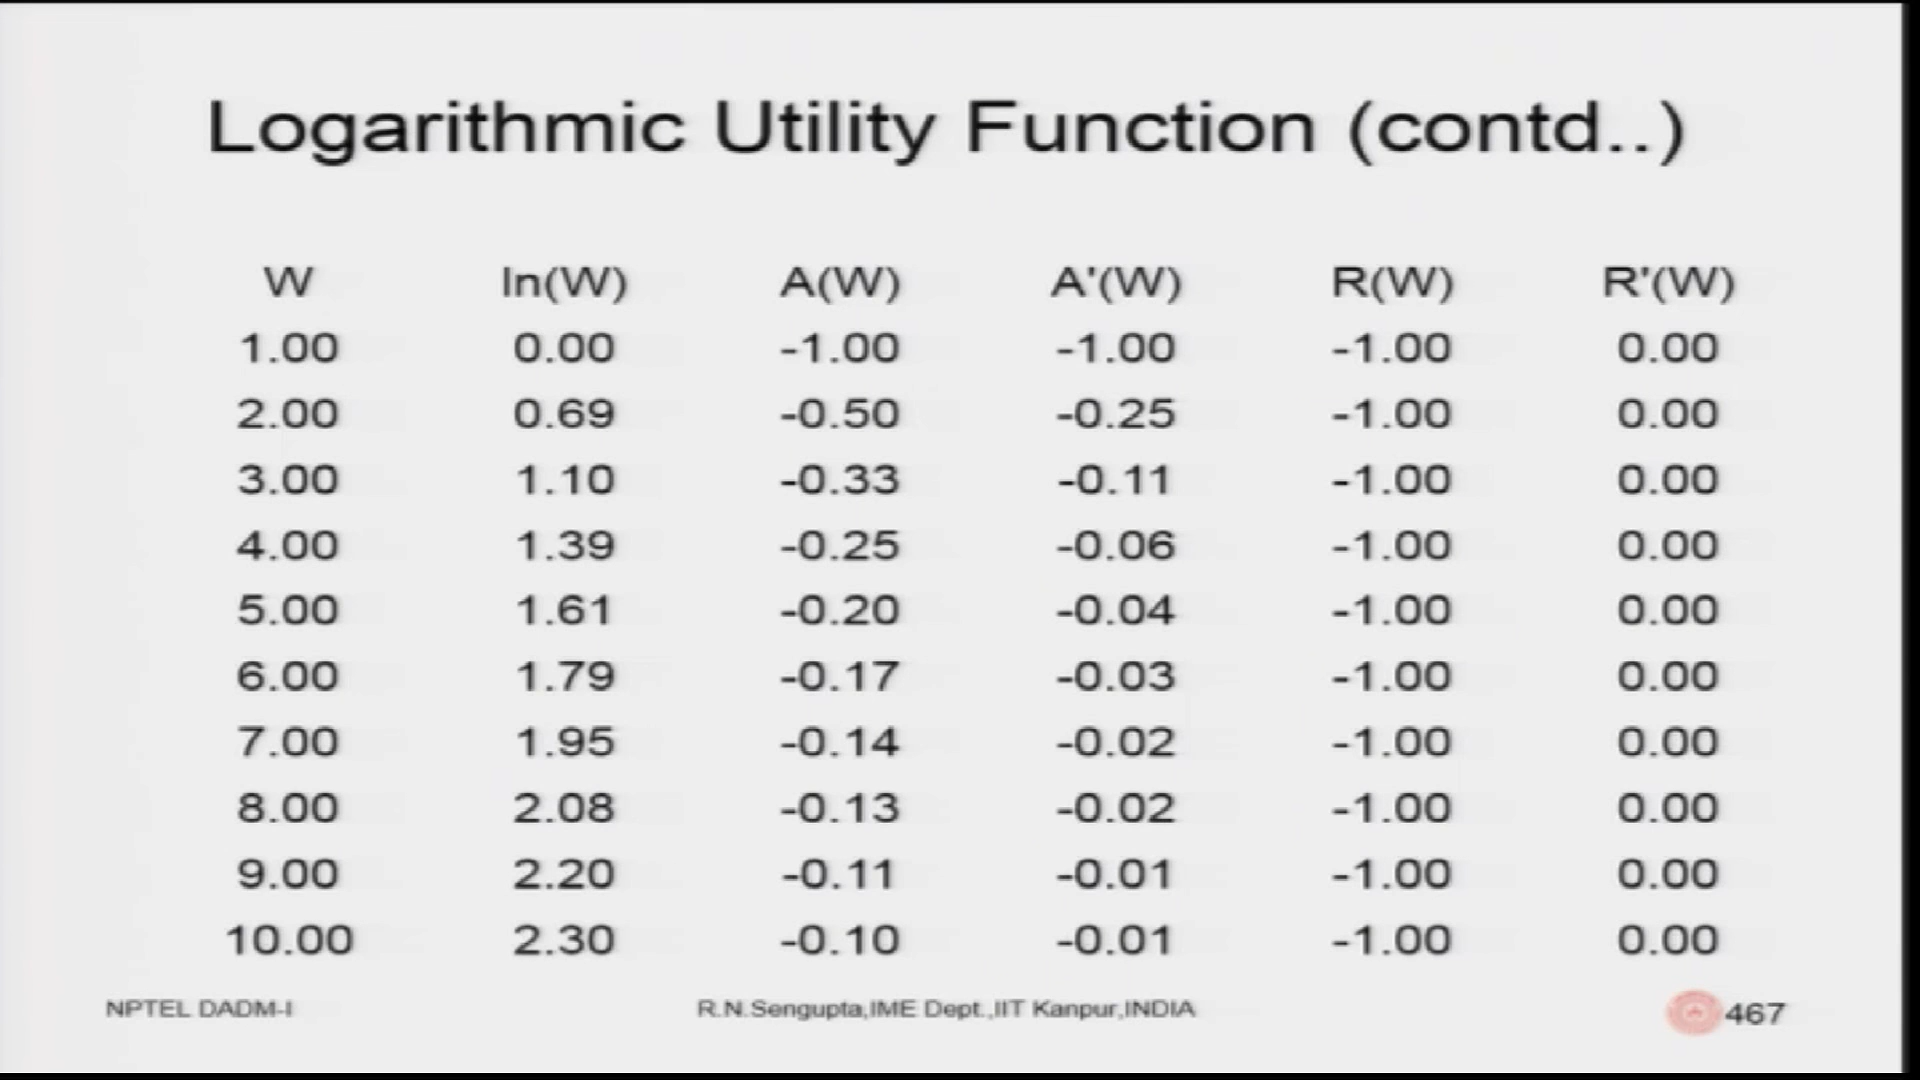 Logarithmic Utility Function (contd..)
W ln(W) A(W) A'(W) R(W) R'(W)
1.00 0.00 -1.00 -1.00 -1.00 0.00
2.00 0.69 -0.50 -0.25 -1.00 0.00
3.00 1.10 -0.33 -0.11 -1.00 0.00
4.00 1.39 -0.25 -0.06 -1.00 0.00
5.00 1.61 -0.20 -0.04 -1.00 0.00
6.00 1.79 -0.17 -0.03 -1.00 0.00
7.00 1.95 -0.14 -0.02 -1.00 0.00
8.00 2.08 -0.13 -0.02 -1.00 0.00
9.00 2.20 -0.11 -0.01 -1.00 0.00
10.00 2.30 -0.10 -0.01 -1.00 0.00
NPTEL DADM-I R.N.Sengupta,IME Dept.,IIT Kanpur,INDIA 467